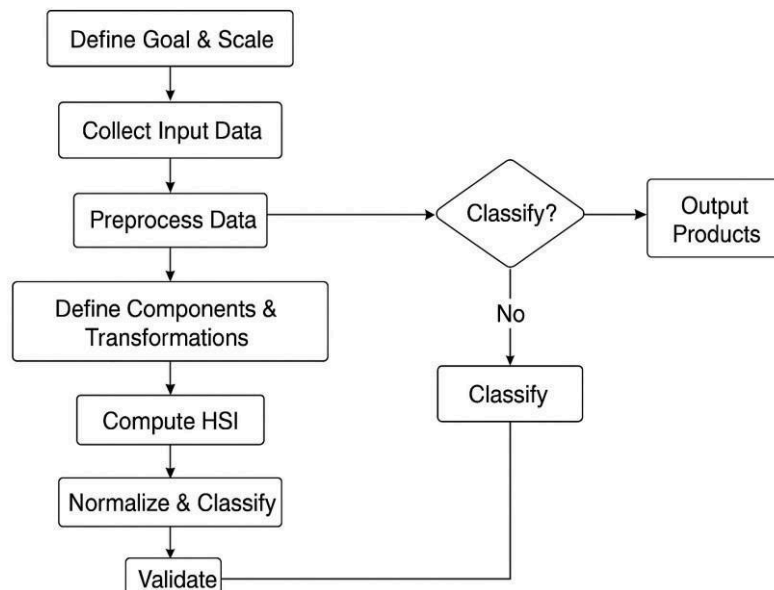 Define Goal & Scale
Collect Input Data
Preprocess Data
Define Components &
Transformations
Compute HSI
Normalize & Classify
Validate
Classify?
No
Classify
Output
Products